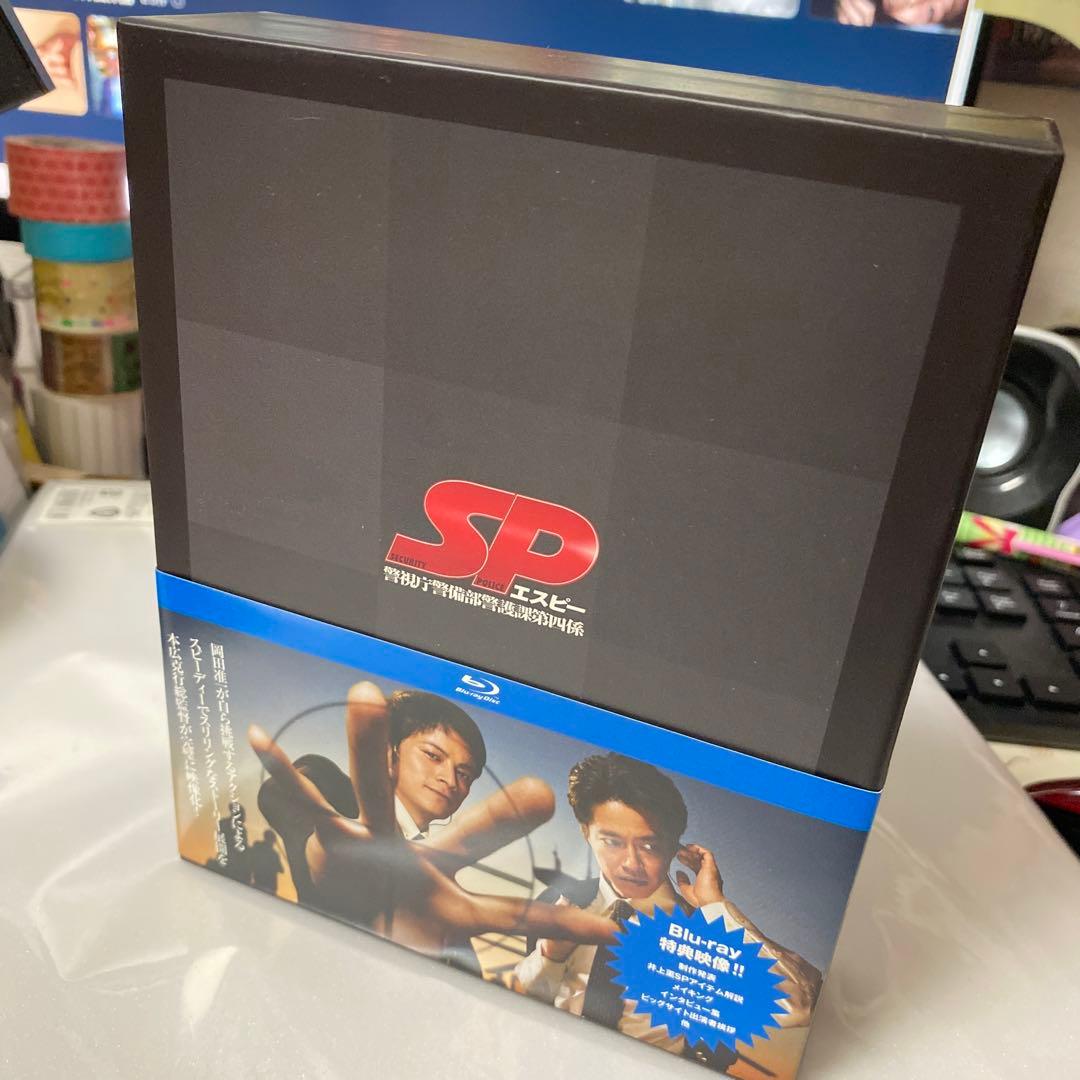 SP
SECURITY
POLICE
エスピー
警視庁警備部警護課第四係
Blu-ray Disc
岡田准一が自ら挑戦するアクションによる
スピーディーでスリリングなストーリー展開を
本広克行総監督が完璧に映像化!
Blu-ray
特典映像!!
制作発表
井上薫SPアイテム解説
メイキング
インタビュー集
ビッグサイト出演者挨拶
他